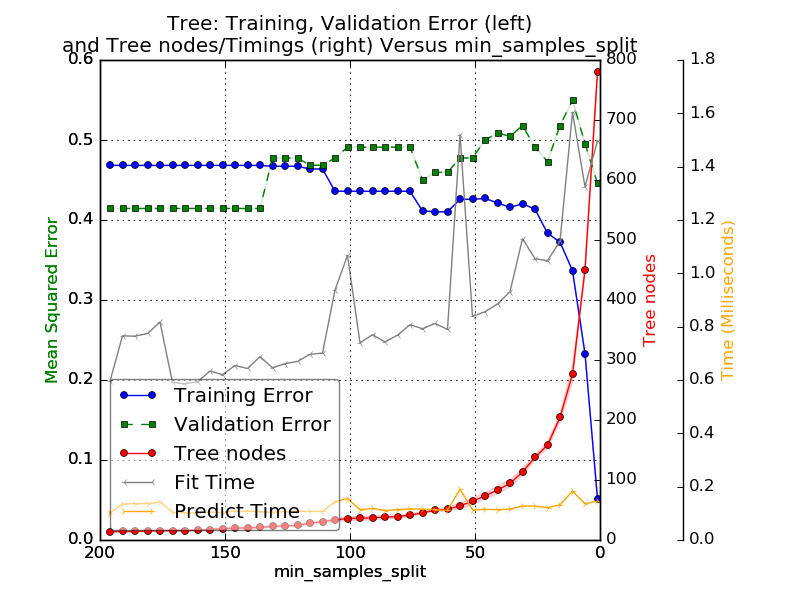 Tree: Training, Validation Error (left)
and Tree nodes/Timings (right) Versus min_samples_split
Mean Squared Error
0.6
0.5
0.4
0.3
0.2
0.1
0.0
Training Error
Validation Error
Tree nodes
Fit Time
Predict Time
200
150
100
50
0
min_samples_split
800
700
600
500
400
300
200
100
0
Tree nodes
1.8
1.6
1.4
1.2
1.0
0.8
0.6
0.4
0.2
0.0
Time (Milliseconds)